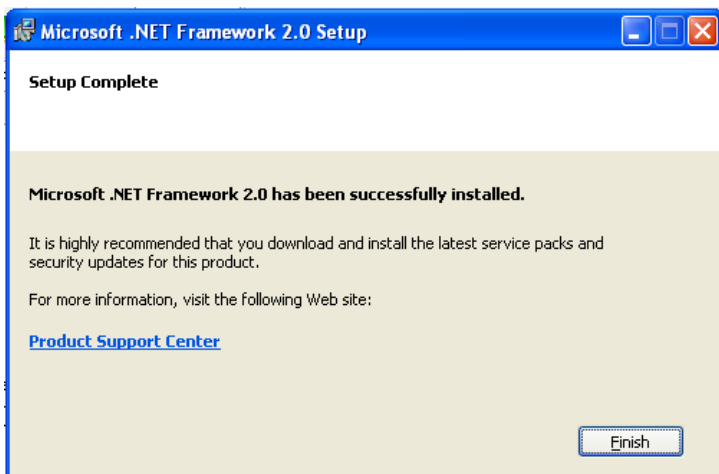 Microsoft .NET Framework 2.0 Setup
Setup Complete
Microsoft .NET Framework 2.0 has been successfully installed.
It is highly recommended that you download and install the latest service packs and
security updates for this product.
For more information, visit the following Web site:
Product Support Center
Finish